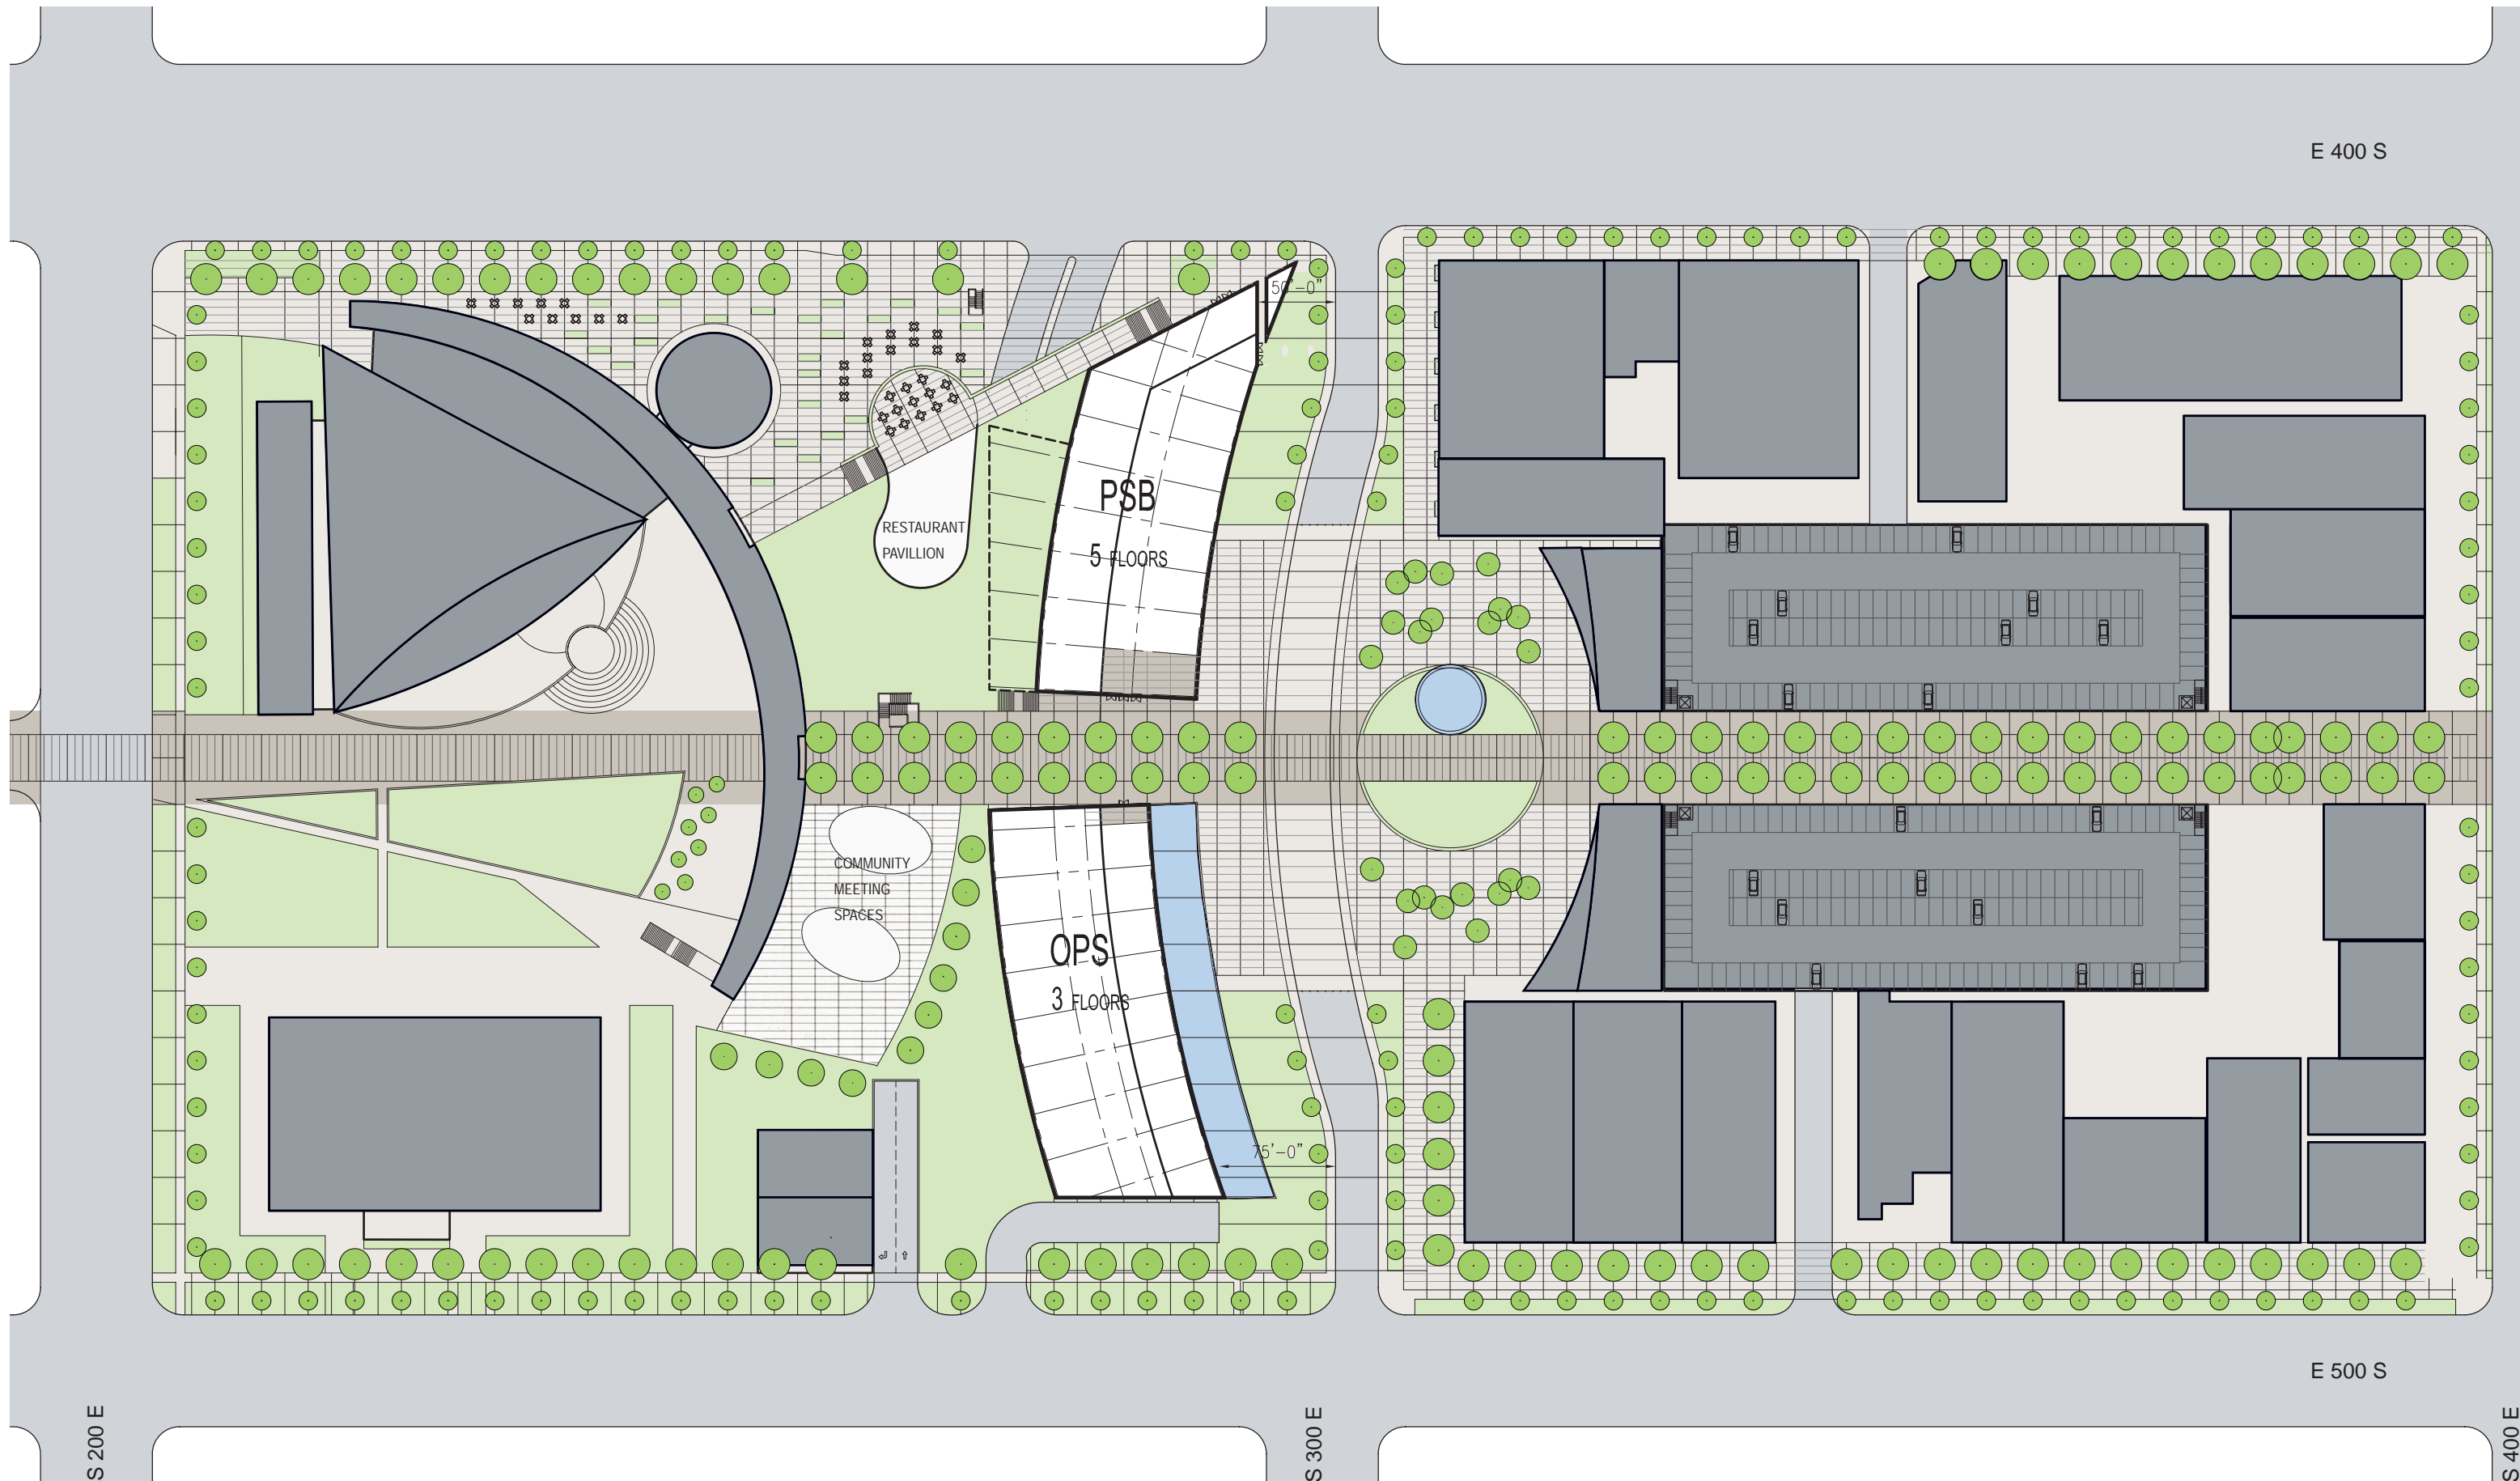 E 400 S
50'-0"
PSB
5 FLOORS
RESTAURANT
PAVILLION
COMMUNITY
MEETING
SPACES
OPS
3 FLOORS
75'-0"
E 500 S
S 200 E
S 300 E
S 400 E